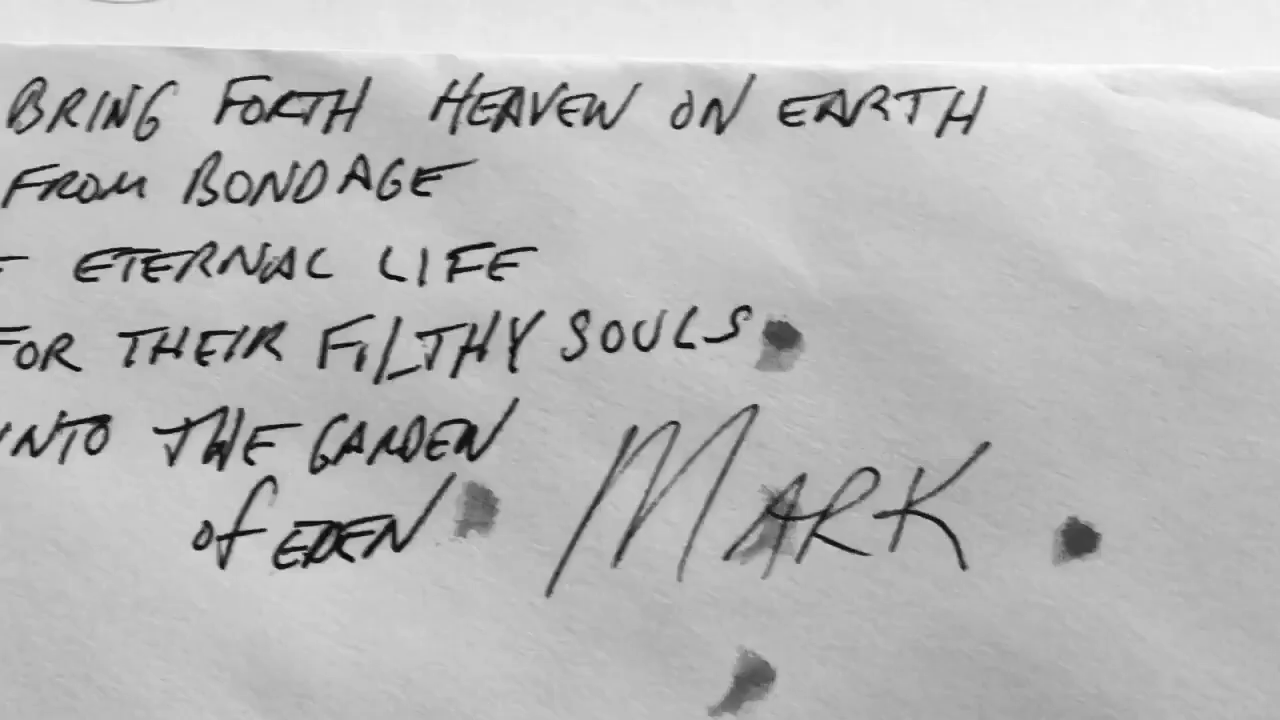 BRING FORTH HEAVEN ON EARTH
FROM BONDAGE
ETERNAL LIFE
FOR THEIR FILTHY SOULS
INTO THE GARDEN
of EDEN
MARK